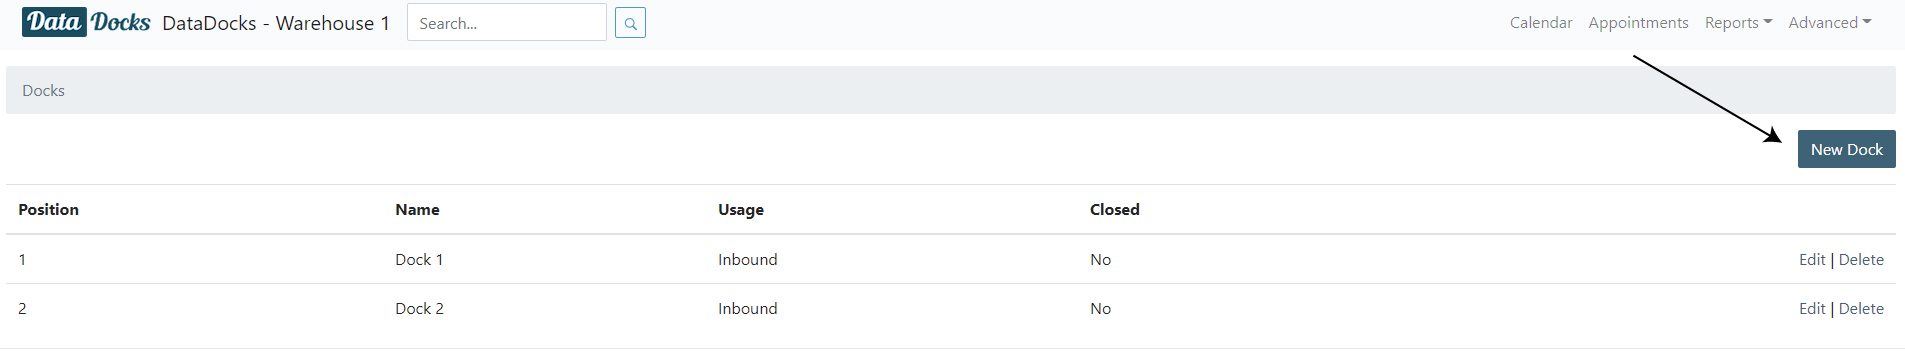 Data Docks DataDocks - Warehouse 1 Search... Calendar Appointments Reports Advanced
Docks
New Dock
Position Name Usage Closed
1 Dock 1 Inbound No Edit | Delete
2 Dock 2 Inbound No Edit | Delete